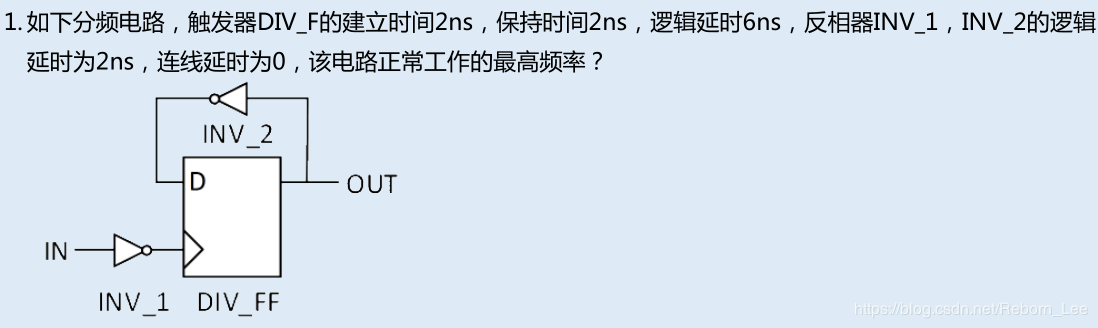 1. 如下分频电路，触发器DIV_F的建立时间2ns，保持时间2ns，逻辑延时6ns，反相器INV_1，INV_2的逻辑
延时为2ns，连线延时为0，该电路正常工作的最高频率？
INV_2
D
OUT
IN
INV_1 DIV_FF
https://blog.csdn.net/Reborn_Lee